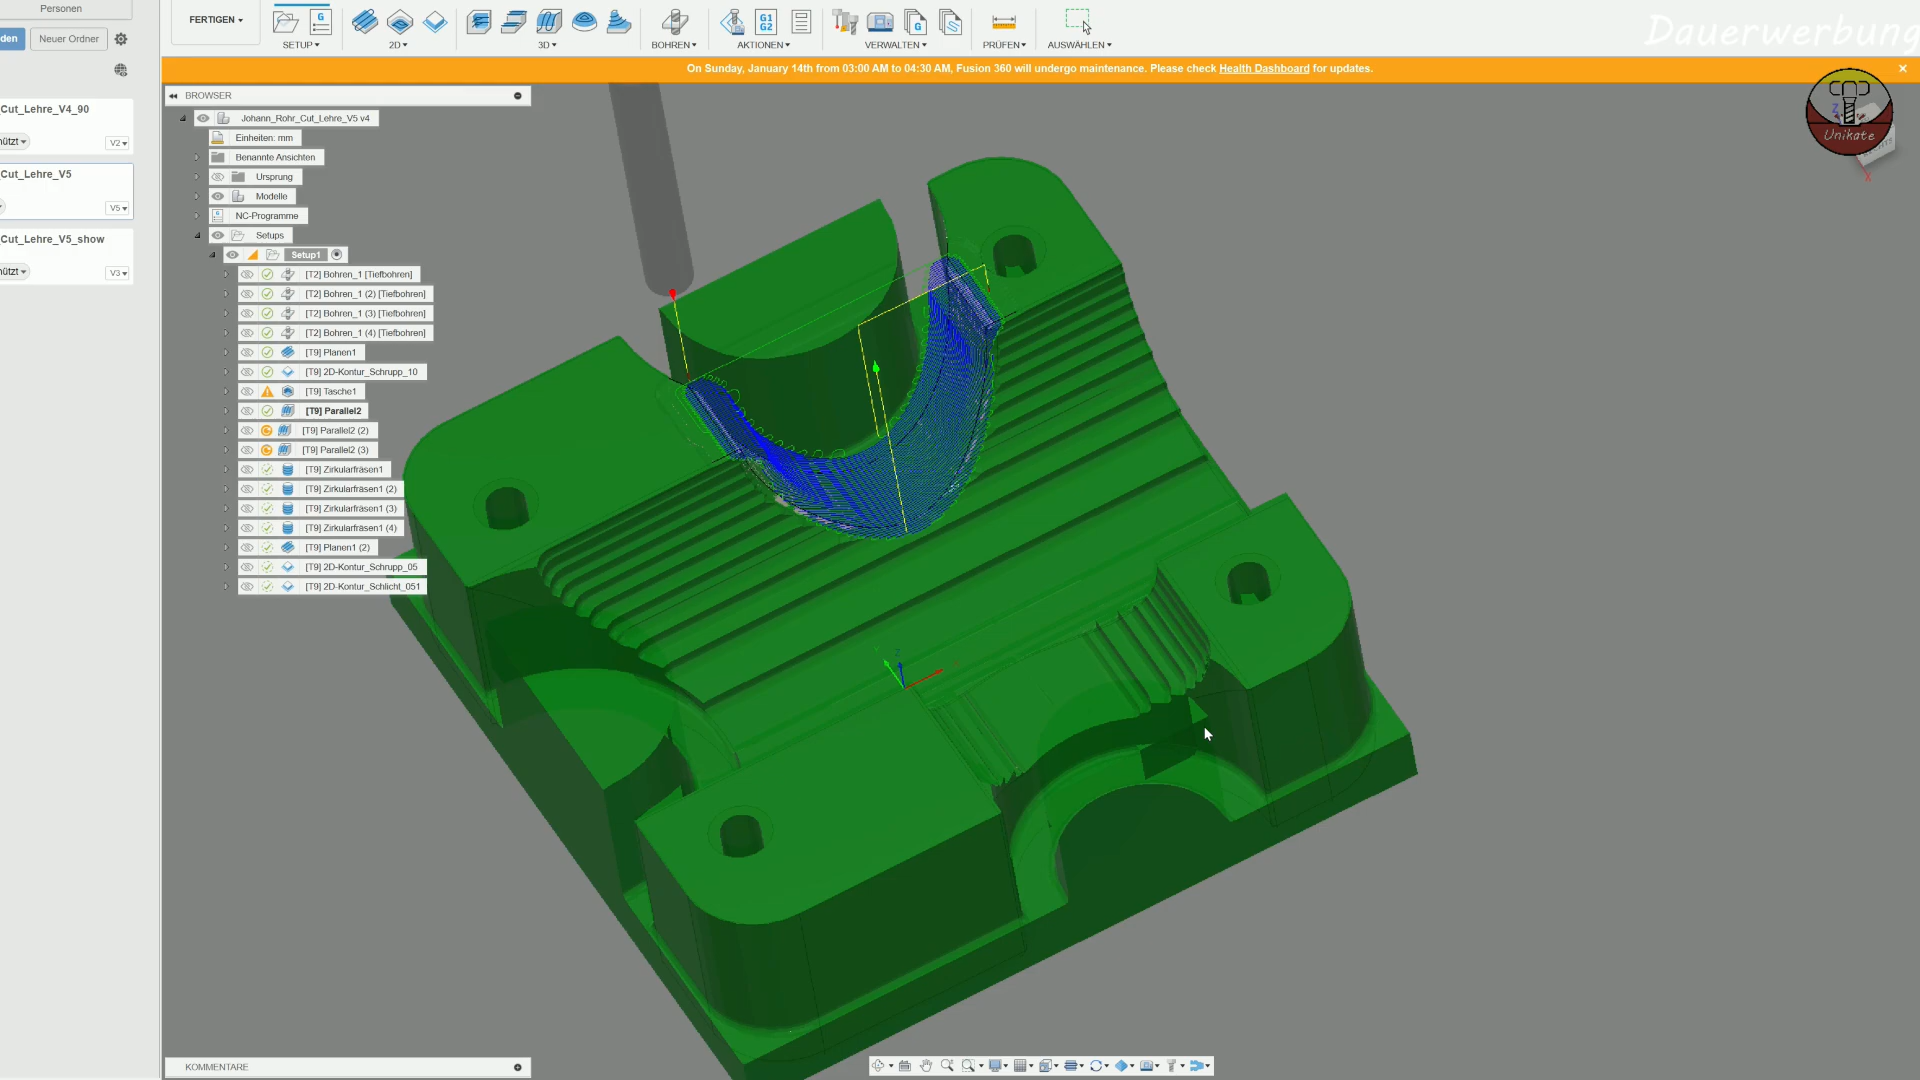 Personen
FERTIGEN
den
Neuer Ordner
SETUP
2D
3D
BOHREN
G1
G2
AKTIONEN
VERWALTEN
PRÜFEN
AUSWÄHLEN
Dauerwerbung
On Sunday, January 14th from 03:00 AM to 04:30 AM, Fusion 360 will undergo maintenance. Please check Health Dashboard for updates.
BROWSER
Cut_Lehre_V4_90
nützt
V2
Cut_Lehre_V5
V5
Cut_Lehre_V5_show
nützt
V3
Johann_Rohr_Cut_Lehre_V5 v4
Einheiten: mm
Benannte Ansichten
Ursprung
Modelle
NC-Programme
Setups
Setup1
[T2] Bohren_1 [Tiefbohren]
[T2] Bohren_1 (2) [Tiefbohren]
[T2] Bohren_1 (3) [Tiefbohren]
[T2] Bohren_1 (4) [Tiefbohren]
[T9] Planen1
[T9] 2D-Kontur_Schrupp_10
[T9] Tasche1
[T9] Parallel2
[T9] Parallel2 (2)
[T9] Parallel2 (3)
[T9] Zirkularfräsen1
[T9] Zirkularfräsen1 (2)
[T9] Zirkularfräsen1 (3)
[T9] Zirkularfräsen1 (4)
[T9] Planen1 (2)
[T9] 2D-Kontur_Schrupp_05
[T9] 2D-Kontur_Schlicht_051
Unikate
Z
X
KOMMENTARE